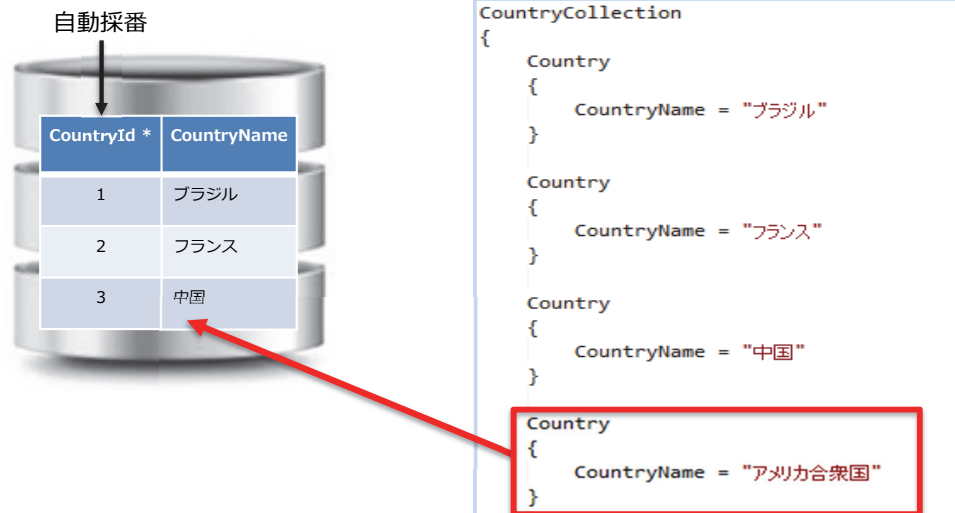 自動採番
CountryId * CountryName
1 ブラジル
2 フランス
3 中国
CountryCollection
{
    Country
    {
        CountryName = "ブラジル"
    }
    Country
    {
        CountryName = "フランス"
    }
    Country
    {
        CountryName = "中国"
    }
    Country
    {
        CountryName = "アメリカ合衆国"
    }